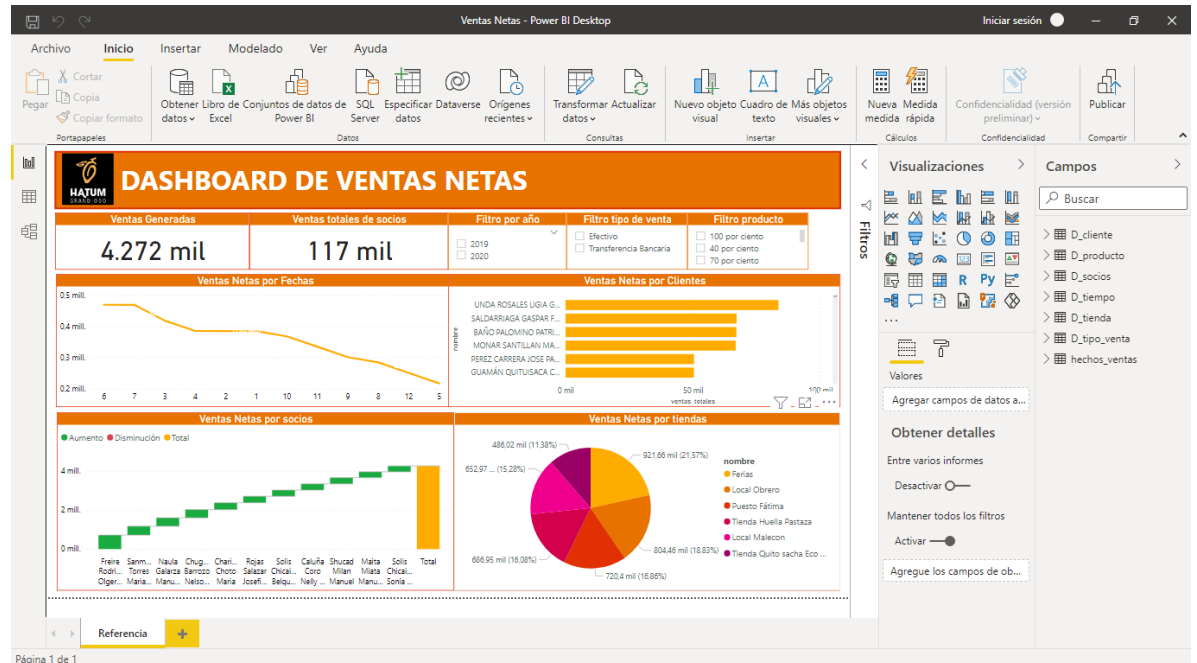 Ventas Netas - Power BI Desktop
Iniciar sesión
Archivo Inicio Insertar Modelado Ver Ayuda
Pegar
Cortar
Copia
Copiar formato
Portapapeles
Obtener datos
Libro de Excel
Conjuntos de datos de Power BI
SQL Server
Especificar datos
Dataverse
Orígenes recientes
Datos
Transformar datos
Actualizar
Consultas
Nuevo objeto visual
Cuadro de texto
Más objetos visuales
Insertar
Nueva medida
Medida rápida
Cálculos
Confidencialidad (versión preliminar)
Confidencialidad
Publicar
Compartir
HATUM
DASHBOARD DE VENTAS NETAS
Ventas Generadas
4.272 mil
Ventas totales de socios
117 mil
Filtro por año
2019
2020
Filtro tipo de venta
Efectivo
Transferencia Bancaria
Filtro producto
100 por ciento
40 por ciento
70 por ciento
Ventas Netas por Fechas
0.5 mill.
0.4 mill.
0.3 mill.
0.2 mill.
6 7 3 4 2 1 10 11 9 8 12 5
Ventas Netas por Clientes
nombre
UNDA ROSALES LIGIA G...
SALDARRIAGA GASPAR F...
BAÑO PALOMINO PATRI...
MONAR SANTILLAN MA...
PEREZ CARRERA JOSE PA...
GUAMÁN QUITUISACA C...
0 mil 50 mil 100 mil
ventas_totales
Ventas Netas por socios
Aumento Disminución Total
4 mill.
2 mill.
0 mill.
Freire Sanm... Naula Chug... Chari... Rojas Solis Caluña Shucad Maita Solis Total
Rodri... Torres Galarza Barrozo Choto Salazar Chicai... Coro Milan Miata Chicai...
Olger... Maria... Manu... Nelso... Maria Josefi... Belqu... Nelly ... Manuel Manu... Sonia ...
Ventas Netas por tiendas
486,02 mil (11,38%)
921,66 mil (21,57%)
652,97 ... (15,28%)
804,46 mil (18,83%)
686,95 mil (16,08%)
720,4 mil (16,86%)
nombre
Ferias
Local Obrero
Puesto Fátima
Tienda Huella Pastaza
Local Malecon
Tienda Quito sacha Eco ...
Filtros
Visualizaciones
R Py
Valores
Agregar campos de datos a...
Obtener detalles
Entre varios informes
Desactivar
Mantener todos los filtros
Activar
Agregue los campos de ob...
Campos
Buscar
D_cliente
D_producto
D_socios
D_tiempo
D_tienda
D_tipo_venta
hechos_ventas
Referencia
Página 1 de 1